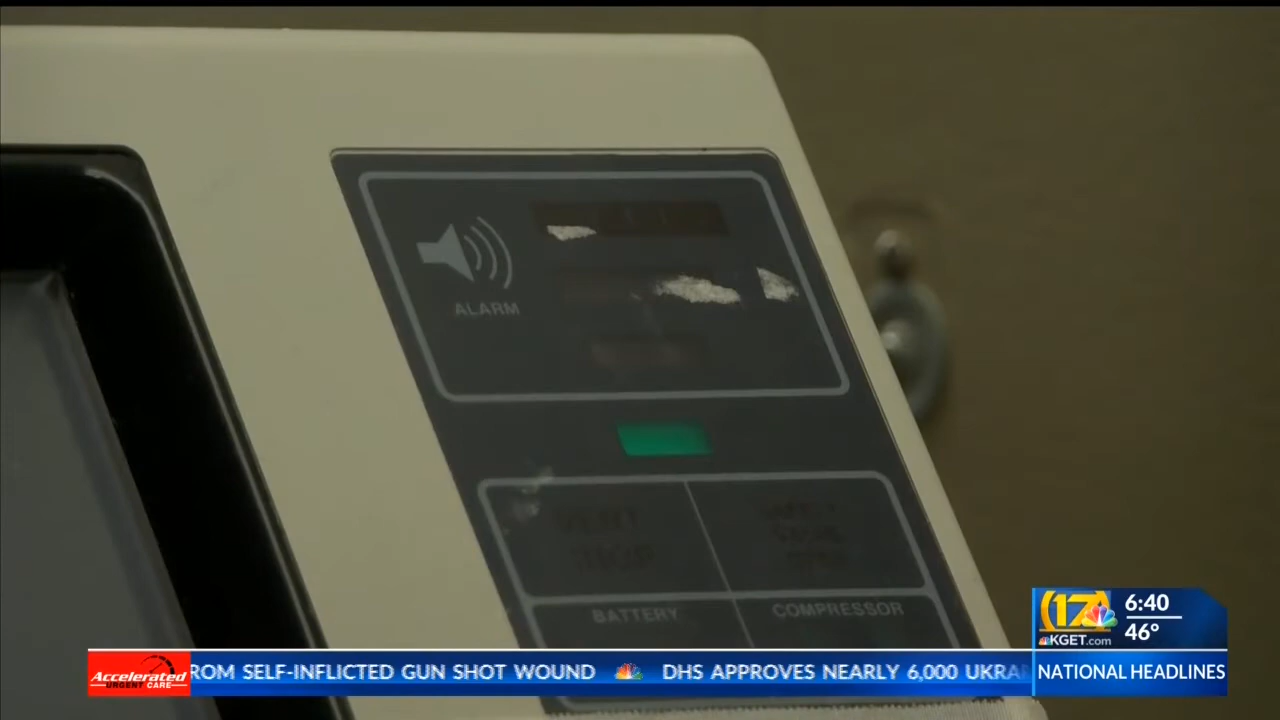 ALARM
BATTERY
COMPRESSOR
17
KGET.com
6:40
46°
NATIONAL HEADLINES
Accelerated
URGENT CARE
ROM SELF-INFLICTED GUN SHOT WOUND
DHS APPROVES NEARLY 6,000 UKRA